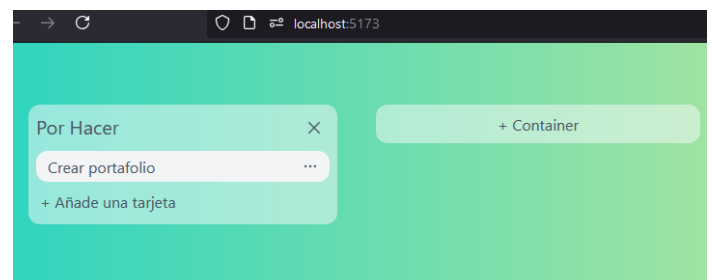 localhost:5173
Por Hacer
+ Container
Crear portafolio
+ Añade una tarjeta